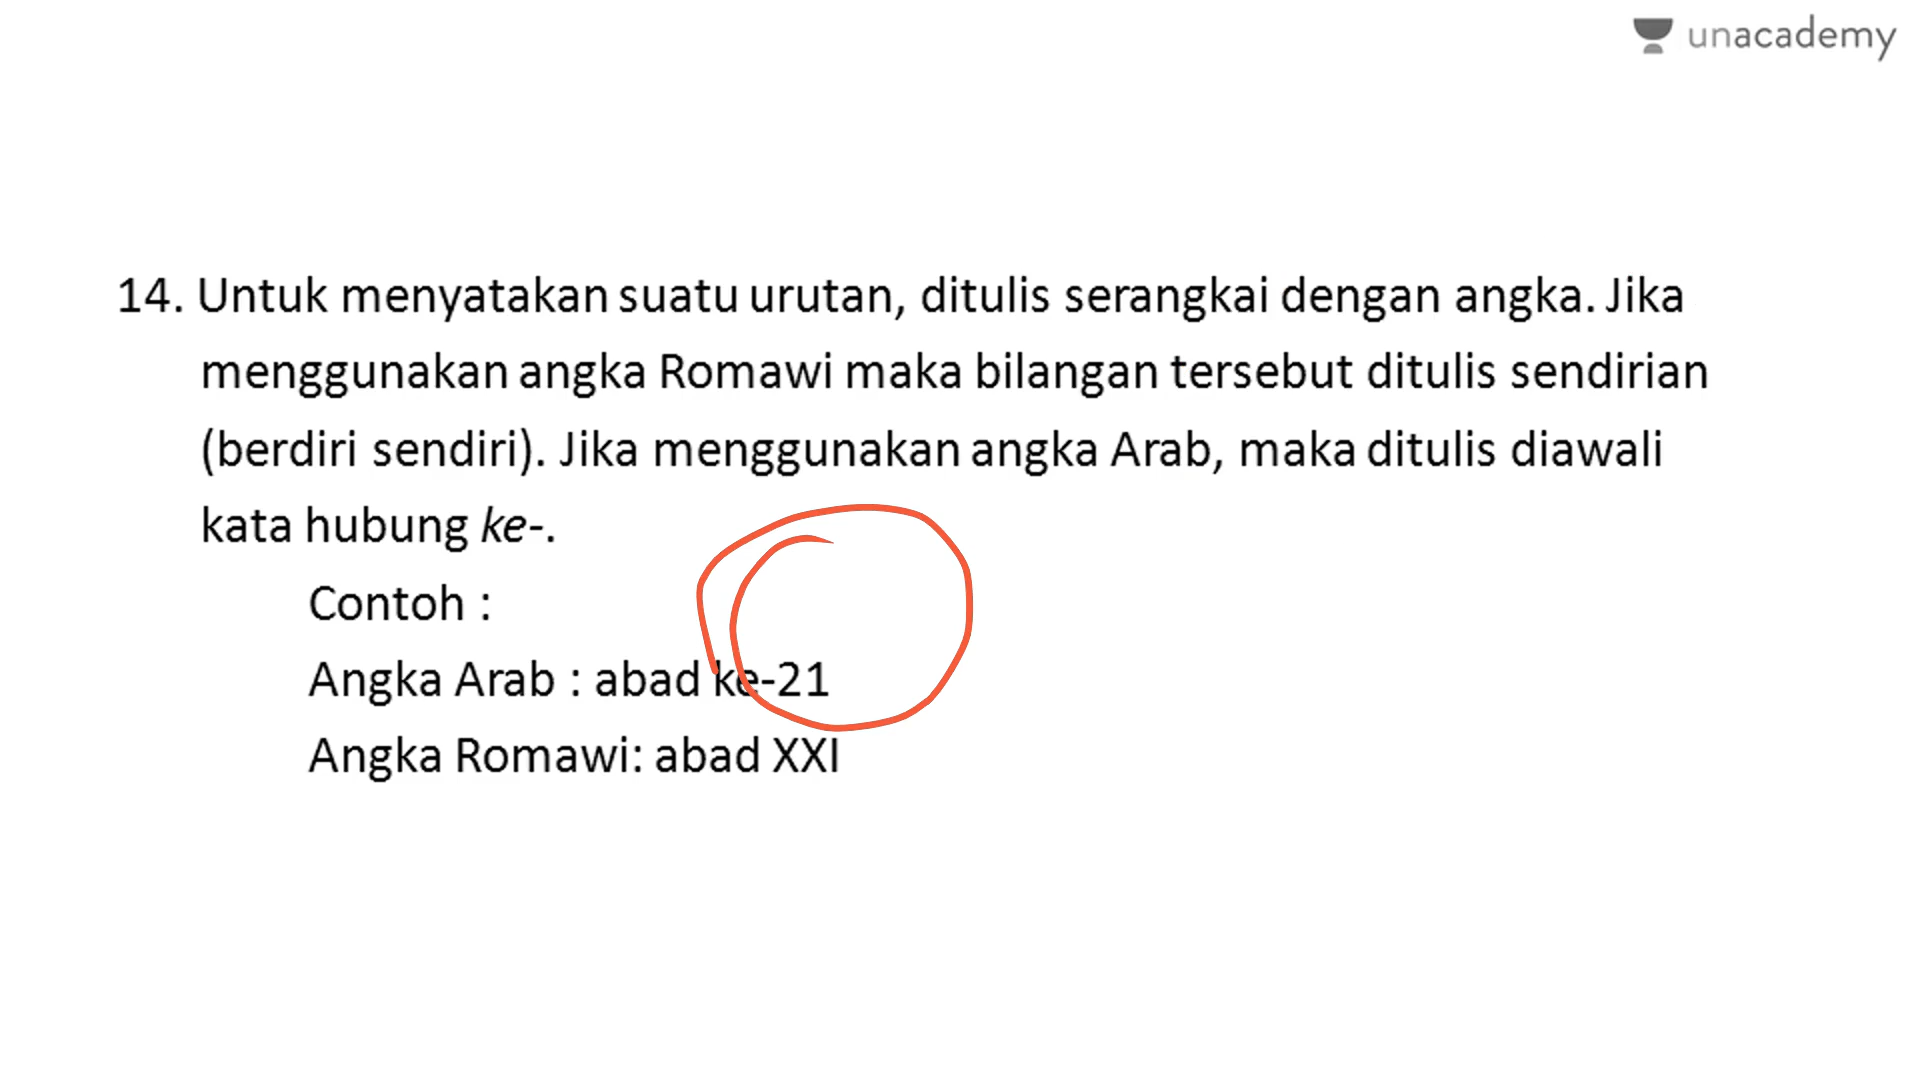 unacademy
14. Untuk menyatakan suatu urutan, ditulis serangkai dengan angka. Jika
menggunakan angka Romawi maka bilangan tersebut ditulis sendirian
(berdiri sendiri). Jika menggunakan angka Arab, maka ditulis diawali
kata hubung ke-.
Contoh :
Angka Arab : abad ke-21
Angka Romawi: abad XXI